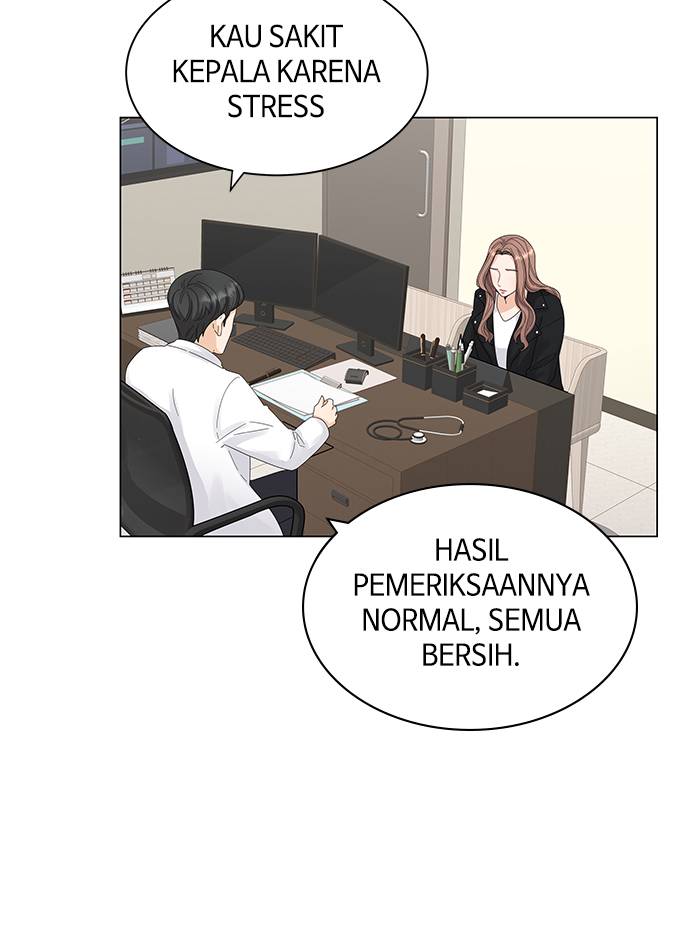 KAU SAKIT
KEPALA KARENA
STRESS
HASIL
PEMERIKSAANNYA
NORMAL, SEMUA
BERSIH.